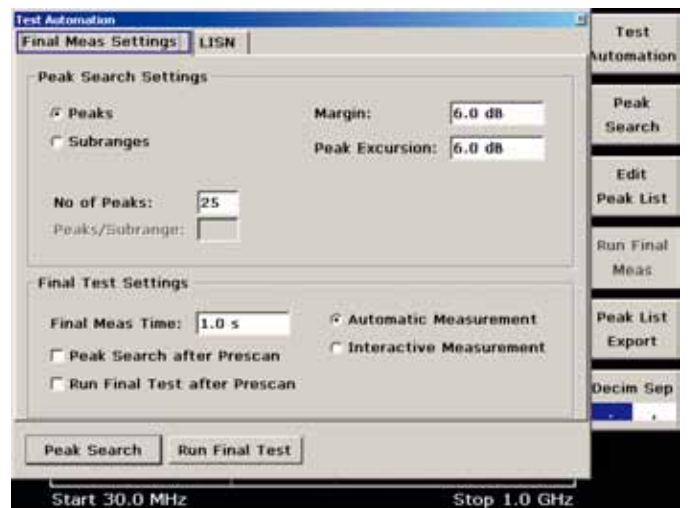 Test Automation
Final Meas Settings
LISN
Peak Search Settings
Peaks
Subranges
Margin: 6.0 dB
Peak Excursion: 6.0 dB
No of Peaks: 25
Peaks/Subrange:
Final Test Settings
Final Meas Time: 1.0 s
Automatic Measurement
Interactive Measurement
Peak Search after Prescan
Run Final Test after Prescan
Peak Search
Run Final Test
Start 30.0 MHz
Stop 1.0 GHz
Test
Automation
Peak
Search
Edit
Peak List
Run Final
Meas
Peak List
Export
Decim Sep
. ,